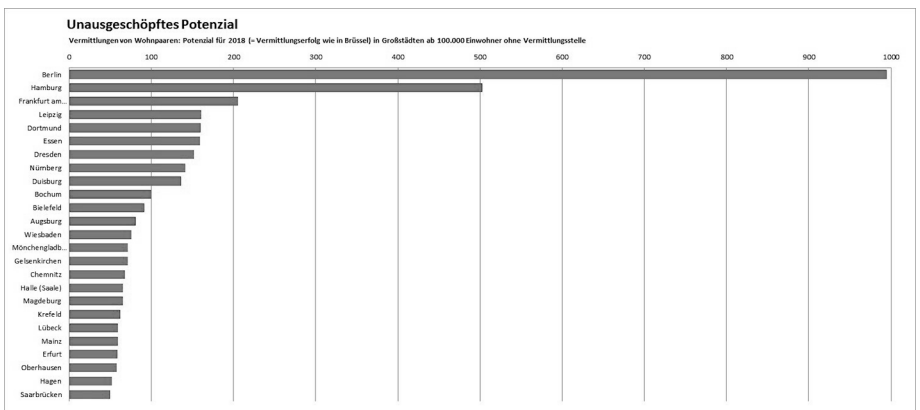 Unausgeschöpftes Potenzial
Vermittlungen von Wohnpaaren: Potenzial für 2018 (= Vermittlungserfolg wie in Brüssel) in Großstädten ab 100.000 Einwohner ohne Vermittlungsstelle
0 100 200 300 400 500 600 700 800 900 1000
Berlin
Hamburg
Frankfurt am...
Leipzig
Dortmund
Essen
Dresden
Nürnberg
Duisburg
Bochum
Bielefeld
Augsburg
Wiesbaden
Mönchengladb...
Gelsenkirchen
Chemnitz
Halle (Saale)
Magdeburg
Krefeld
Lübeck
Mainz
Erfurt
Oberhausen
Hagen
Saarbrücken